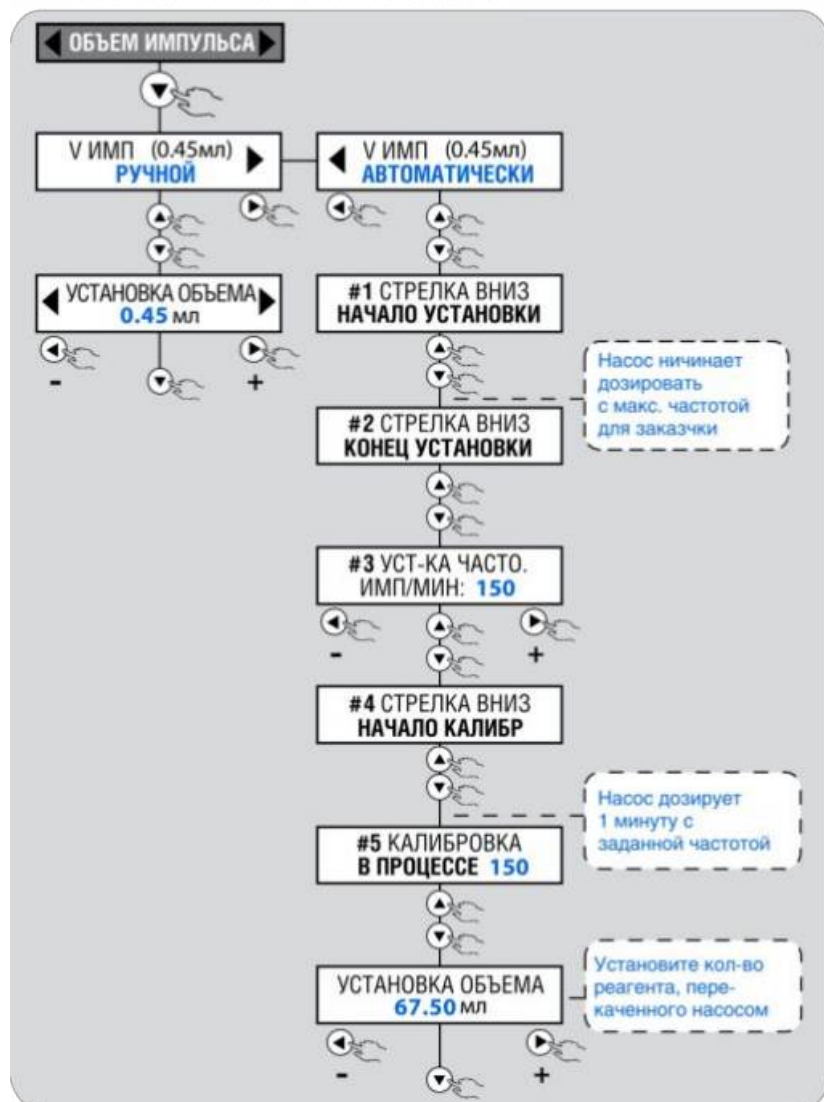 ОБЪЕМ ИМПУЛЬСА
V ИМП (0.45мл)
РУЧНОЙ
V ИМП (0.45мл)
АВТОМАТИЧЕСКИ
УСТАНОВКА ОБЪЕМА
0.45 мл
- +
#1 СТРЕЛКА ВНИЗ
НАЧАЛО УСТАНОВКИ
Насос ничинает
дозировать
с макс. частотой
для заказчки
#2 СТРЕЛКА ВНИЗ
КОНЕЦ УСТАНОВКИ
#3 УСТ-КА ЧАСТО.
ИМП/МИН: 150
- +
#4 СТРЕЛКА ВНИЗ
НАЧАЛО КАЛИБР
Насос дозирует
1 минуту с
заданной частотой
#5 КАЛИБРОВКА
В ПРОЦЕССЕ 150
УСТАНОВКА ОБЪЕМА
67.50 мл
Установите кол-во
реагента, пере-
каченного насосом
- +